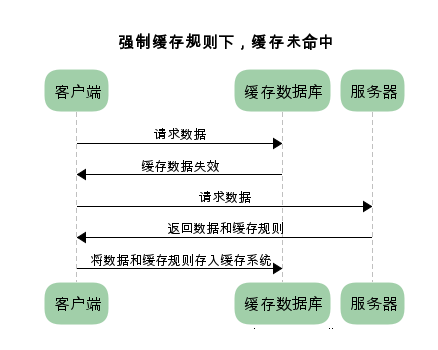 强制缓存规则下，缓存未命中
客户端 缓存数据库 服务器
请求数据
缓存数据失效
请求数据
返回数据和缓存规则
将数据和缓存规则存入缓存系统
客户端 缓存数据库 服务器